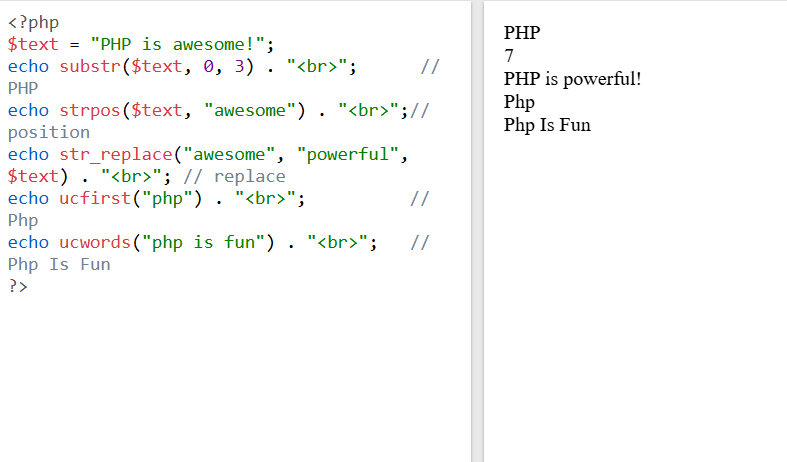 <?php
$text = "PHP is awesome!";
echo substr($text, 0, 3) . "<br>";      //
PHP
echo strpos($text, "awesome") . "<br>";//
position
echo str_replace("awesome", "powerful",
$text) . "<br>"; // replace
echo ucfirst("php") . "<br>";          //
Php
echo ucwords("php is fun") . "<br>";   //
Php Is Fun
?>
PHP
7
PHP is powerful!
Php
Php Is Fun